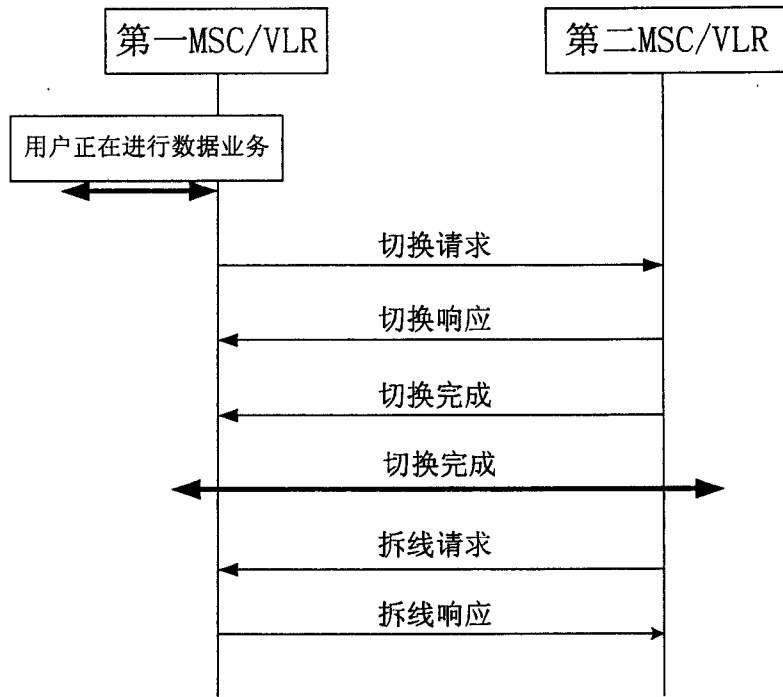 第一MSC/VLR
第二MSC/VLR
用户正在进行数据业务
切换请求
切换响应
切换完成
切换完成
拆线请求
拆线响应